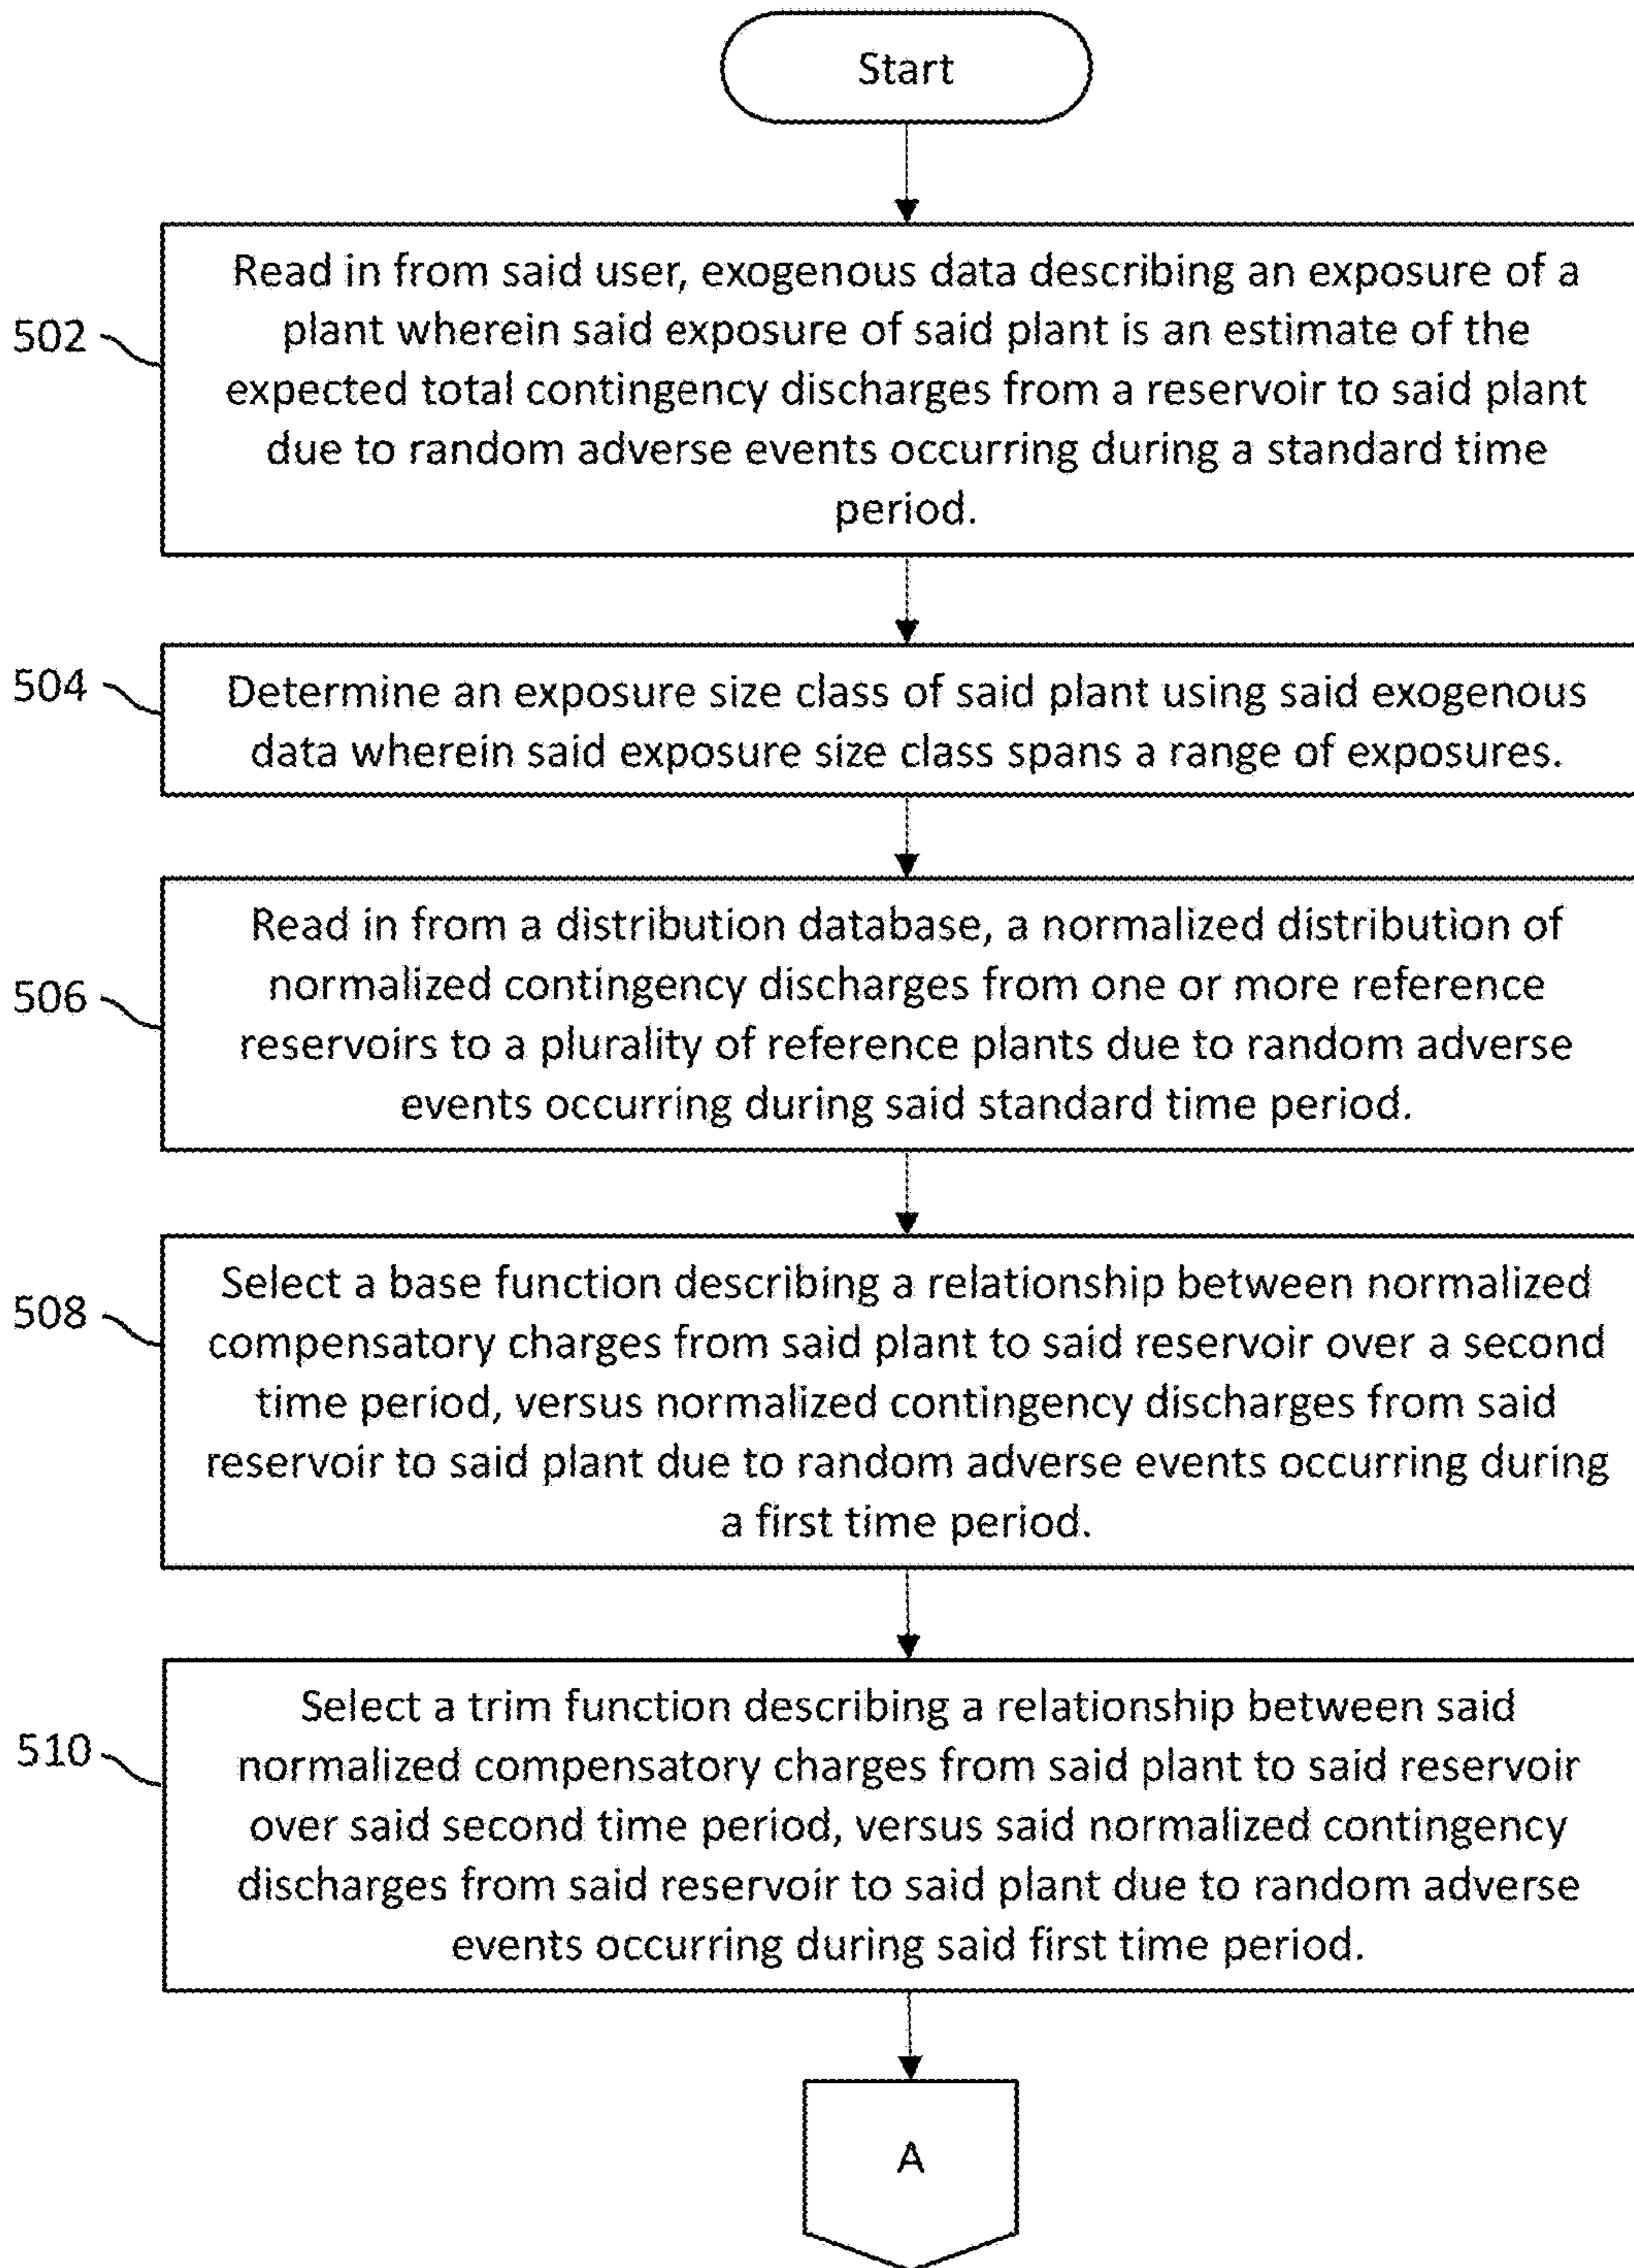 Start
502
Read in from said user, exogenous data describing an exposure of a
plant wherein said exposure of said plant is an estimate of the
expected total contingency discharges from a reservoir to said plant
due to random adverse events occurring during a standard time
period.
504
Determine an exposure size class of said plant using said exogenous
data wherein said exposure size class spans a range of exposures.
506
Read in from a distribution database, a normalized distribution of
normalized contingency discharges from one or more reference
reservoirs to a plurality of reference plants due to random adverse
events occurring during said standard time period.
508
Select a base function describing a relationship between normalized
compensatory charges from said plant to said reservoir over a second
time period, versus normalized contingency discharges from said
reservoir to said plant due to random adverse events occurring during
a first time period.
510
Select a trim function describing a relationship between said
normalized compensatory charges from said plant to said reservoir
over said second time period, versus said normalized contingency
discharges from said reservoir to said plant due to random adverse
events occurring during said first time period.
A